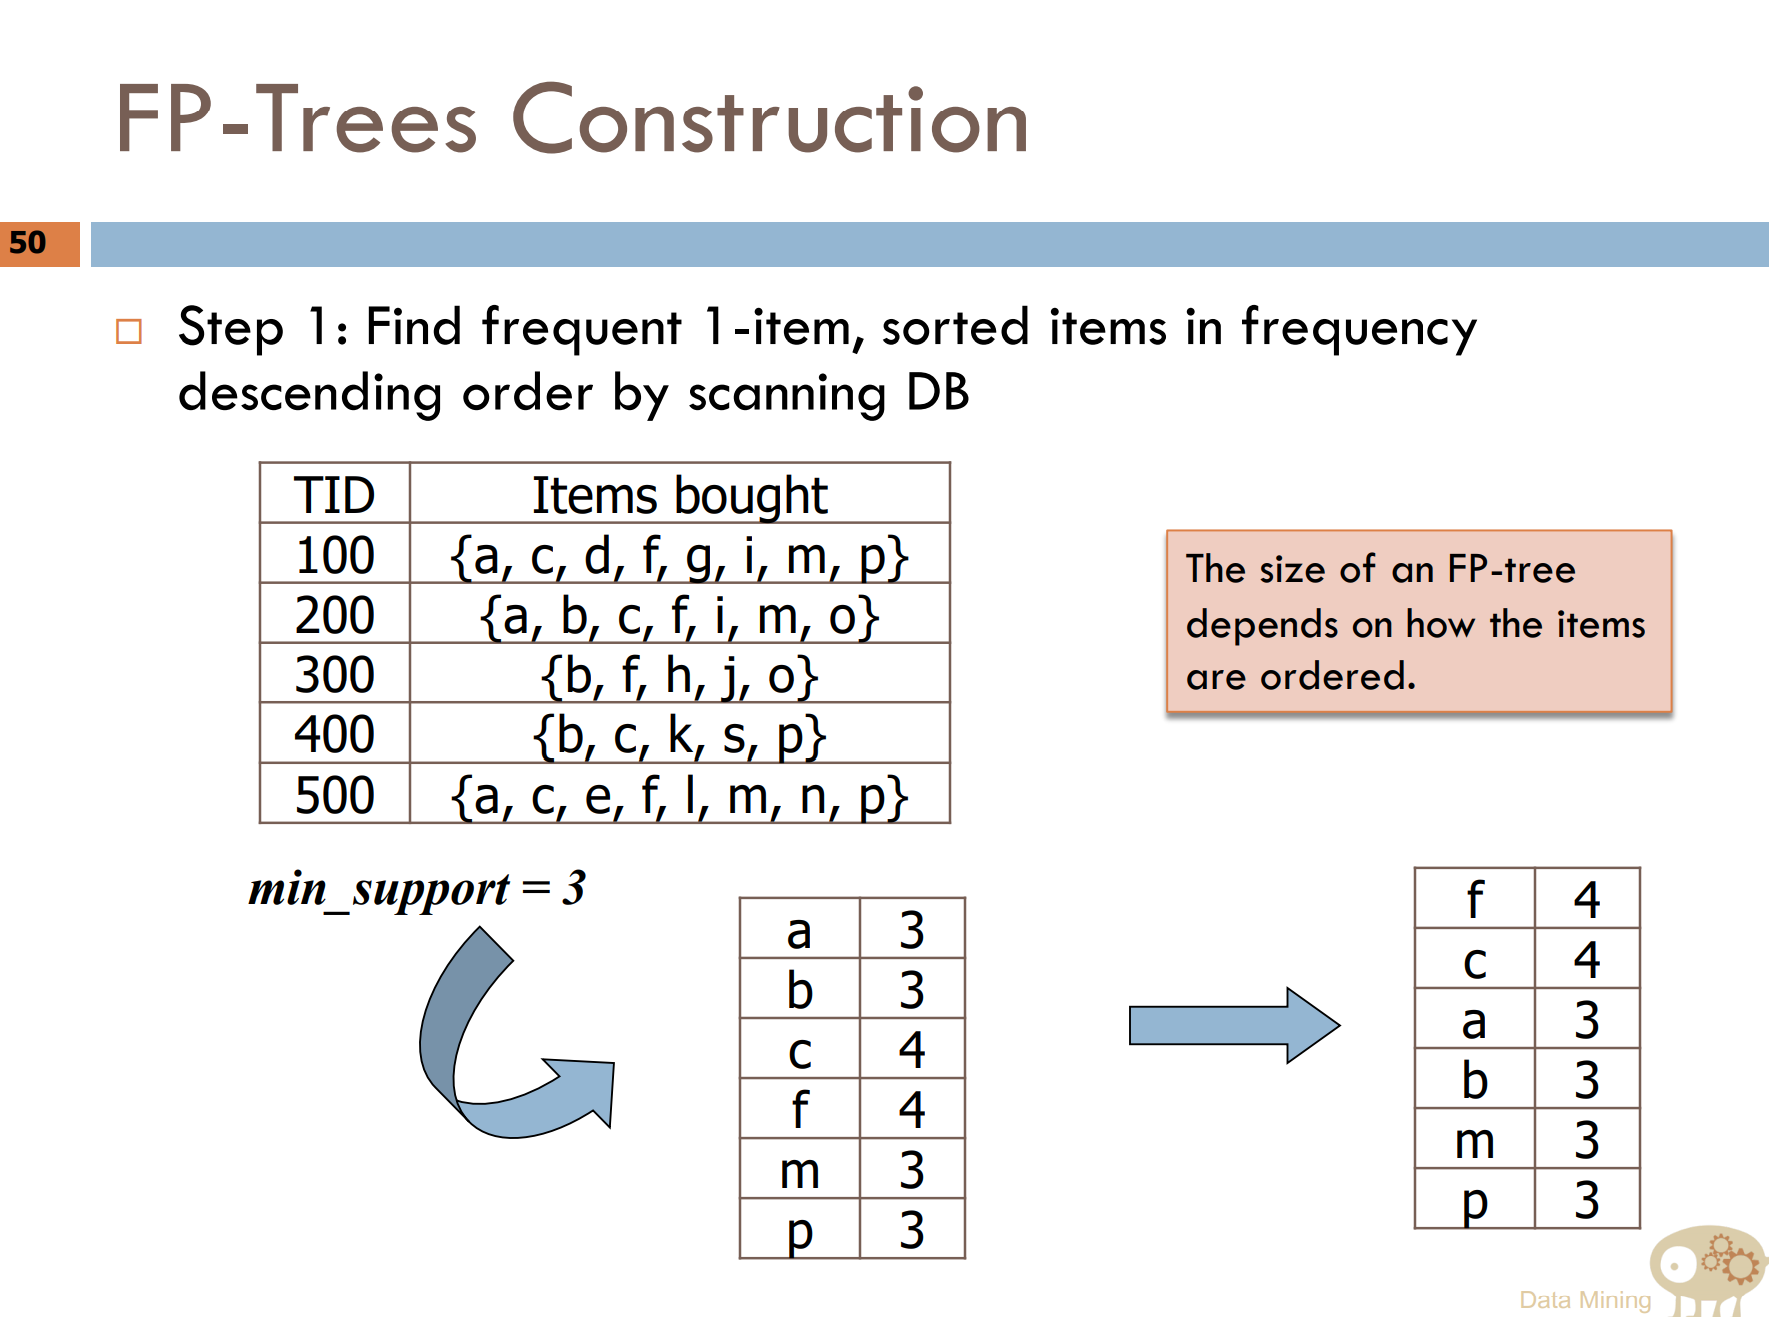 FP-Trees Construction
50
Step 1: Find frequent 1-item, sorted items in frequency
descending order by scanning DB
TID Items bought
100 {a, c, d, f, g, i, m, p}
200 {a, b, c, f, i, m, o}
300 {b, f, h, j, o}
400 {b, c, k, s, p}
500 {a, c, e, f, l, m, n, p}
The size of an FP-tree
depends on how the items
are ordered.
min_support = 3
a 3
b 3
c 4
f 4
m 3
p 3
f 4
c 4
a 3
b 3
m 3
p 3
Data Mining